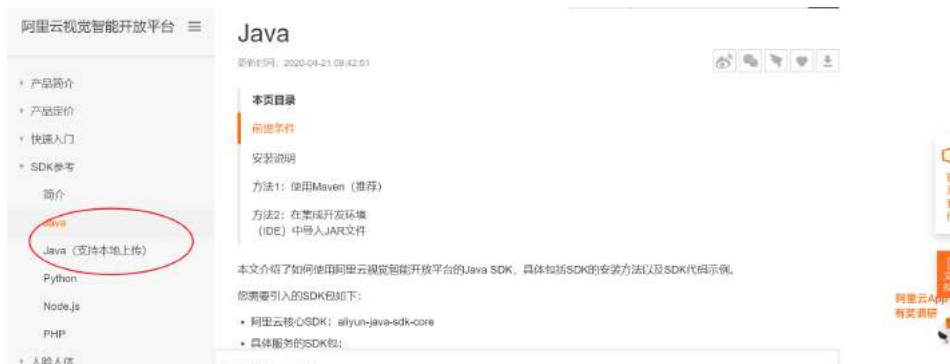 阿里云视觉智能开放平台
产品简介
产品定价
快速入门
SDK参考
简介
Java
Java（支持本地上传）
Python
Node.js
PHP
人脸人体
Java
更新时间：2020-04-21 09:42:01
本页目录
前提条件
安装说明
方法1：使用Maven（推荐）
方法2：在集成开发环境
（IDE）中导入JAR文件
本文介绍了如何使用阿里云视觉智能开放平台的Java SDK，具体包括SDK的安装方法以及SDK代码示例。
您需要引入的SDK包如下：
• 阿里云核心SDK：aliyun-java-sdk-core
• 具体服务的SDK包：
阿里云App
有奖调研